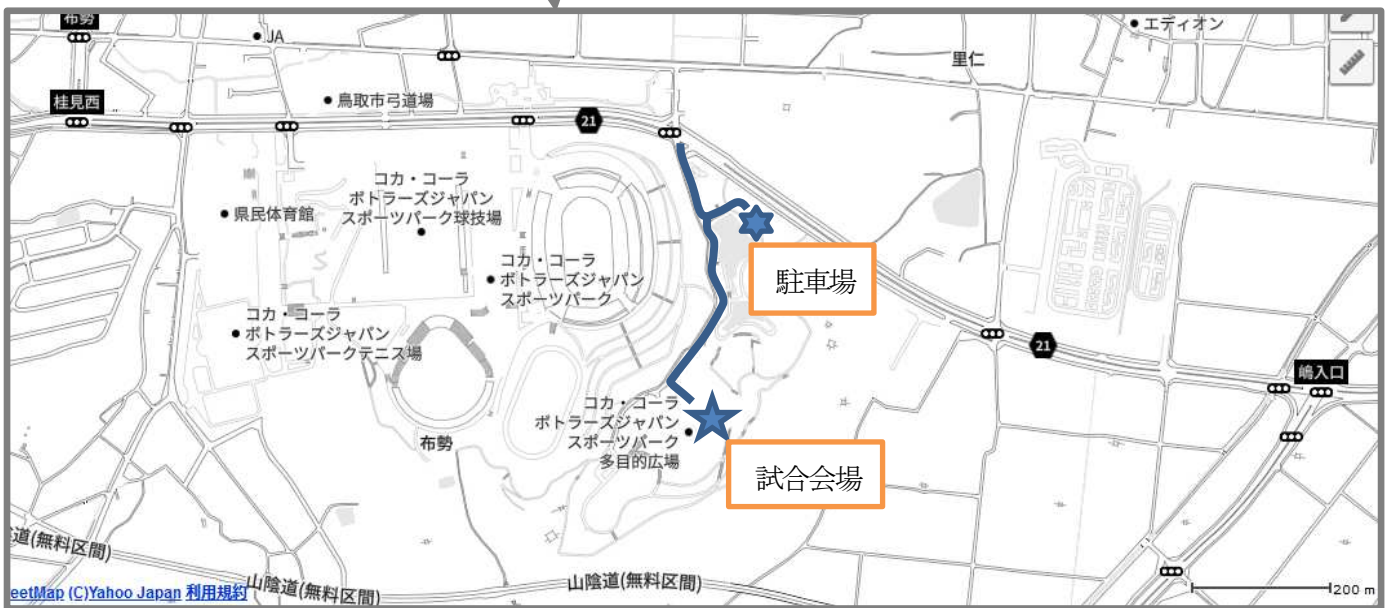 布勢
JA
エディオン
里仁
桂見西
鳥取市弓道場
21
コカ・コーラ
ボトラーズジャパン
スポーツパーク球技場
県民体育館
コカ・コーラ
ボトラーズジャパン
スポーツパーク
駐車場
コカ・コーラ
ボトラーズジャパン
スポーツパークテニス場
21
嶋入口
コカ・コーラ
ボトラーズジャパン
スポーツパーク
多目的広場
布勢
試合会場
道(無料区間)
山陰道(無料区間)
山陰道(無料区間)
eetMap (C)Yahoo Japan 利用規約
200 m